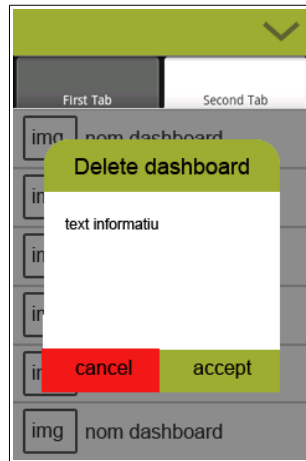 First Tab
Second Tab
img nom dashboard
Delete dashboard
text informatiu
cancel
accept
img nom dashboard